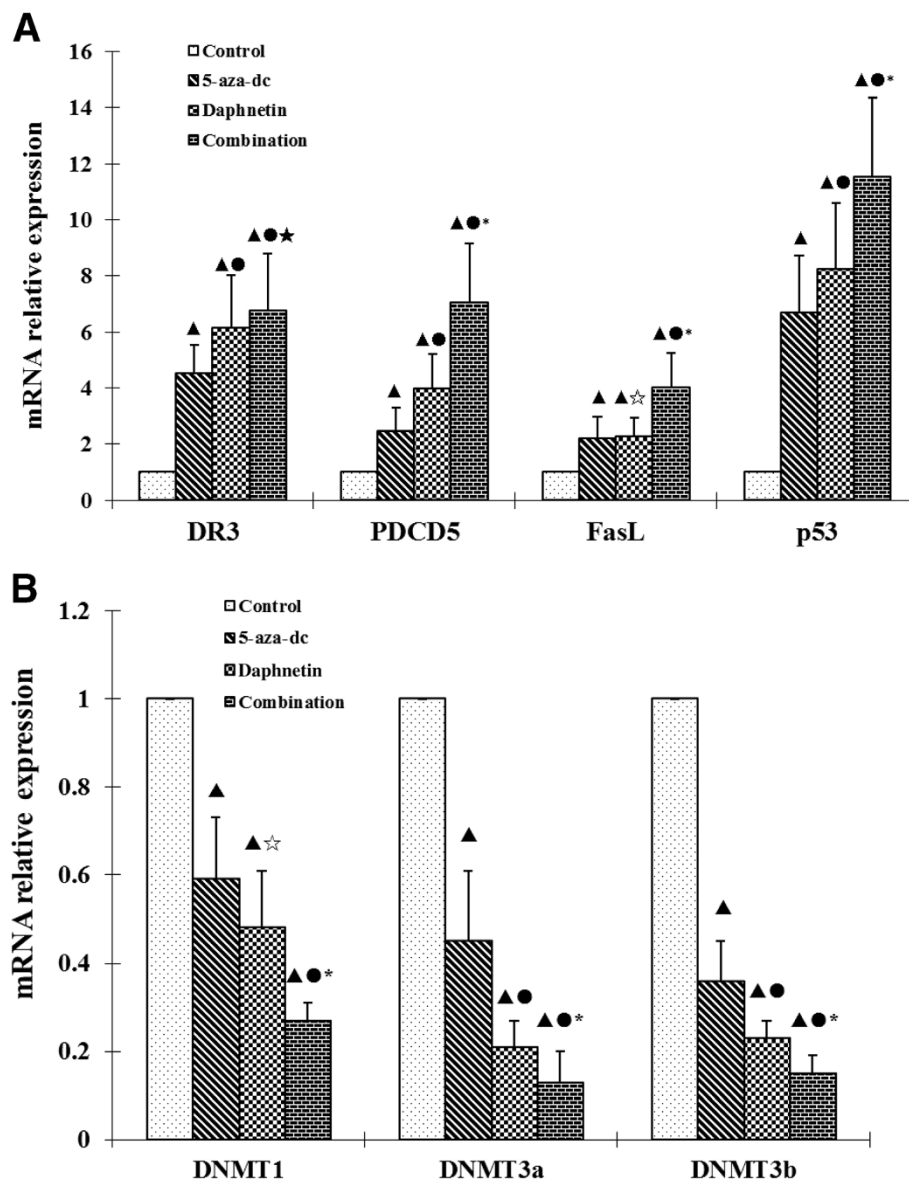 A
mRNA relative expression
16
14
12
10
8
6
4
2
0
Control
5-aza-dc
Daphnetin
Combination
▲
▲●
▲●★
▲
▲●
▲●*
▲
▲☆
▲●*
▲
▲●
▲●*
DR3 PDCD5 FasL p53
B
mRNA relative expression
1.2
1
0.8
0.6
0.4
0.2
0
Control
5-aza-dc
Daphnetin
Combination
▲
▲☆
▲●*
▲
▲●
▲●*
▲
▲●
▲●*
DNMT1 DNMT3a DNMT3b